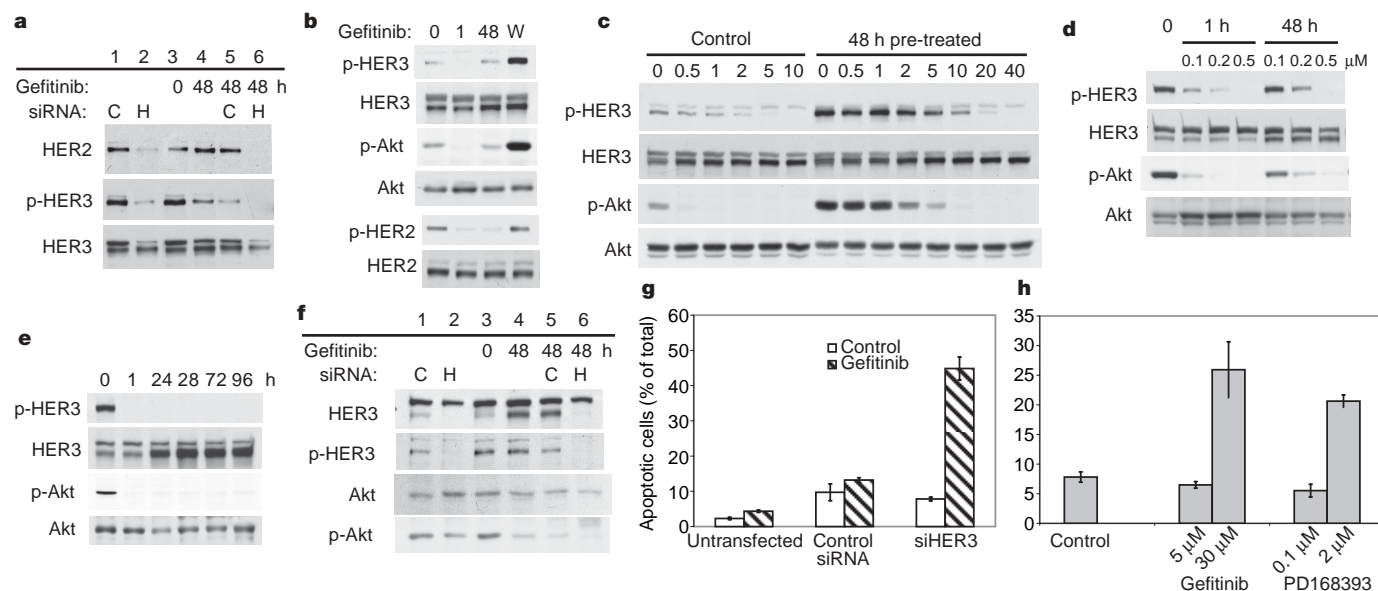 a
1 2 3 4 5 6
Gefitinib: 0 48 48 48 h
siRNA: C H C H
HER2
p-HER3
HER3
b
Gefitinib: 0 1 48 W
p-HER3
HER3
p-Akt
Akt
p-HER2
HER2
c
Control 48 h pre-treated
0 0.5 1 2 5 10 0 0.5 1 2 5 10 20 40
p-HER3
HER3
p-Akt
Akt
d
0 1 h 48 h
0.1 0.2 0.5 0.1 0.2 0.5 μM
p-HER3
HER3
p-Akt
Akt
e
0 1 24 28 72 96 h
p-HER3
HER3
p-Akt
Akt
f
1 2 3 4 5 6
Gefitinib: 0 48 48 48 h
siRNA: C H C H
HER3
p-HER3
Akt
p-Akt
g
Apoptotic cells (% of total)
60
50
40
30
20
10
0
Control
Gefitinib
Untransfected Control siRNA siHER3
h
35
30
25
20
15
10
5
0
Control 5 μM 30 μM 0.1 μM 2 μM
Gefitinib PD168393